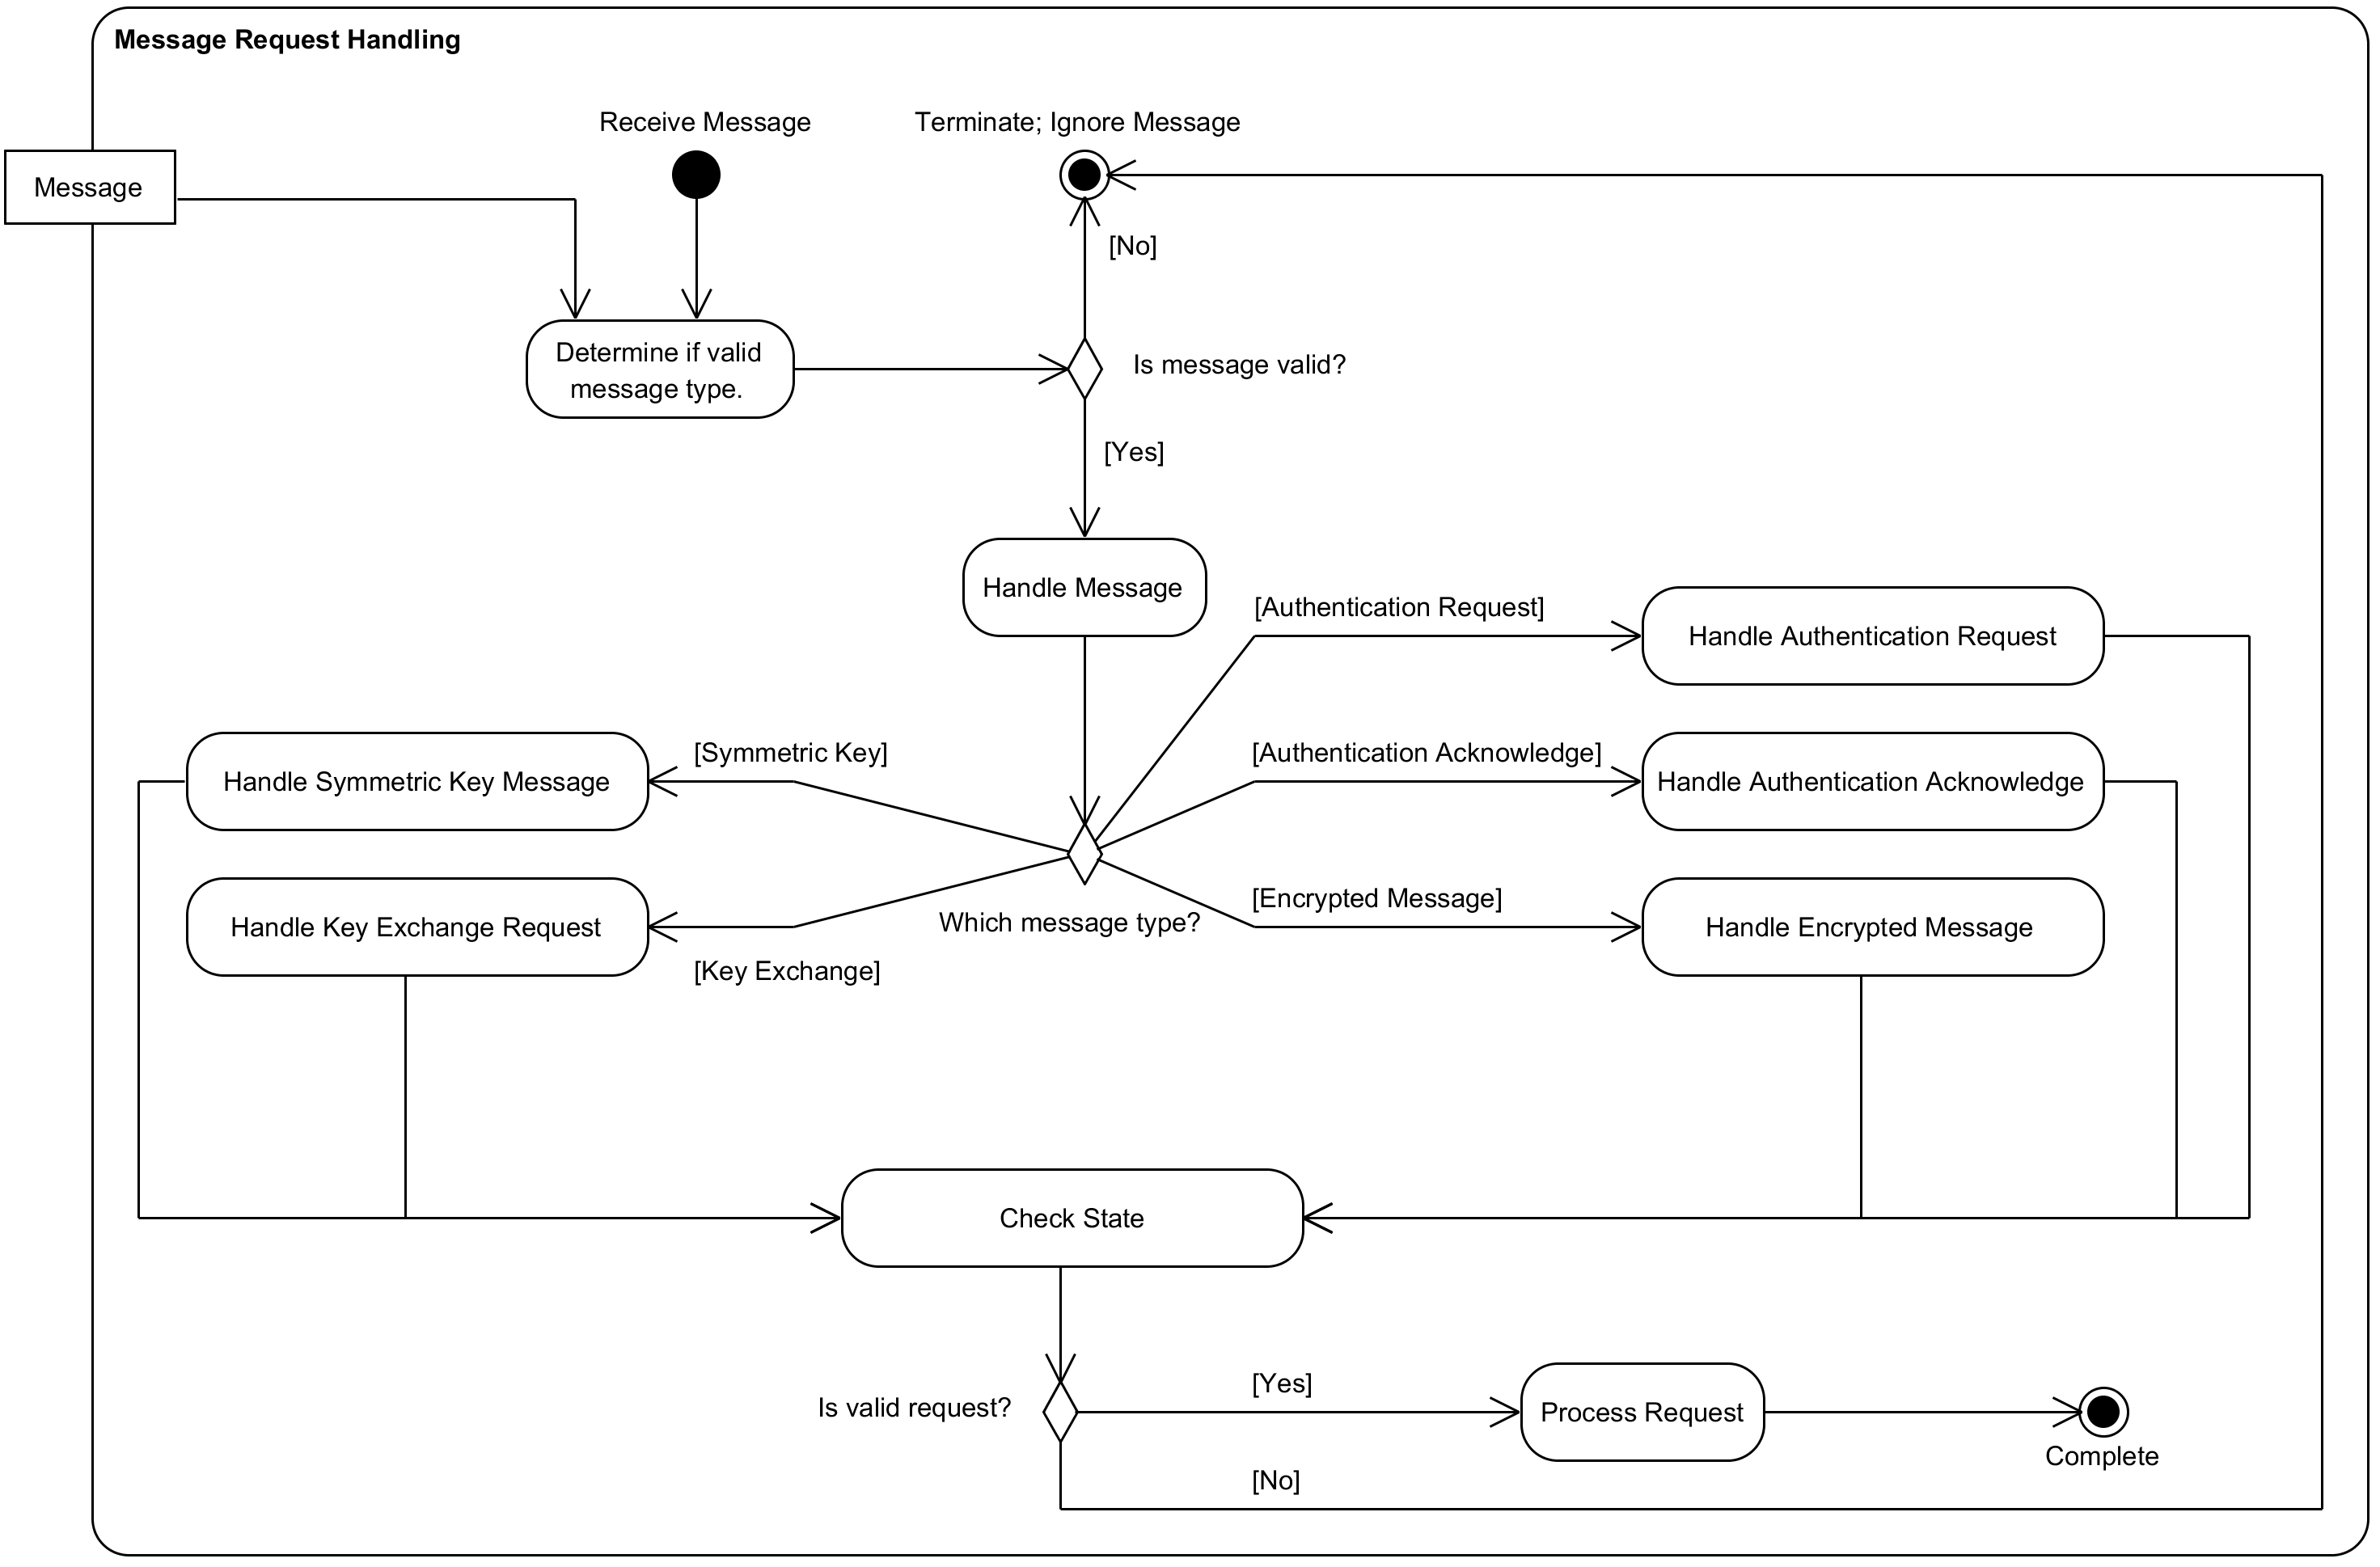 Message Request Handling
Receive Message
Terminate; Ignore Message
Message
[No]
Determine if valid
message type.
Is message valid?
[Yes]
Handle Message
[Authentication Request]
Handle Authentication Request
[Symmetric Key]
[Authentication Acknowledge]
Handle Symmetric Key Message
Handle Authentication Acknowledge
[Encrypted Message]
Handle Key Exchange Request
Which message type?
Handle Encrypted Message
[Key Exchange]
Check State
[Yes]
Is valid request?
Process Request
Complete
[No]